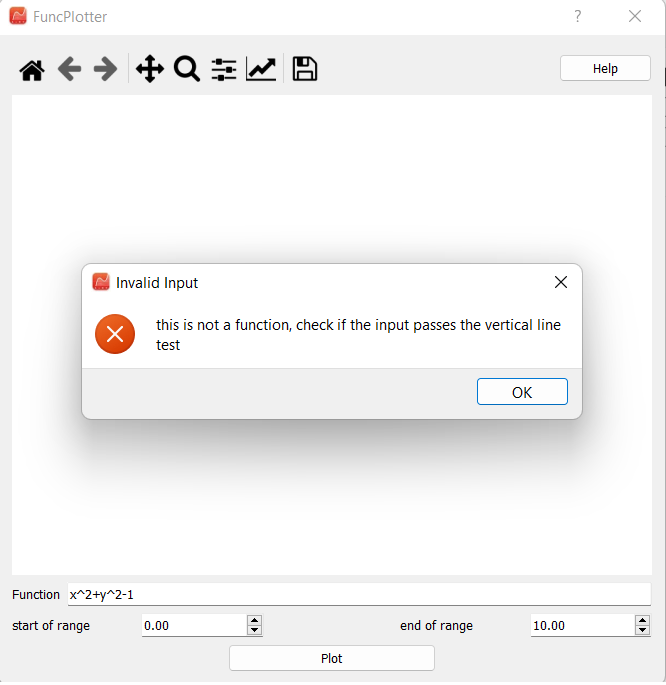 FuncPlotter
?
Help
Invalid Input
this is not a function, check if the input passes the vertical line
test
OK
Function x^2+y^2-1
start of range 0.00 end of range 10.00
Plot